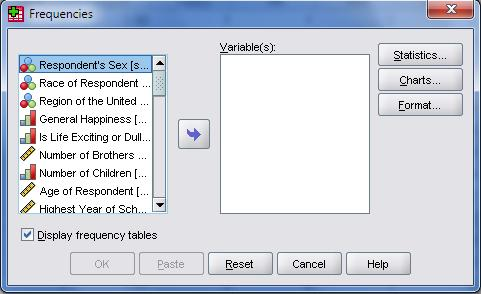 Frequencies
Variable(s):
Respondent's Sex [s...
Race of Respondent ...
Region of the United ...
General Happiness [...
Is Life Exciting or Dull...
Number of Brothers ...
Number of Children [...
Age of Respondent [...
Highest Year of Sch...
Statistics...
Charts...
Format...
Display frequency tables
OK
Paste
Reset
Cancel
Help